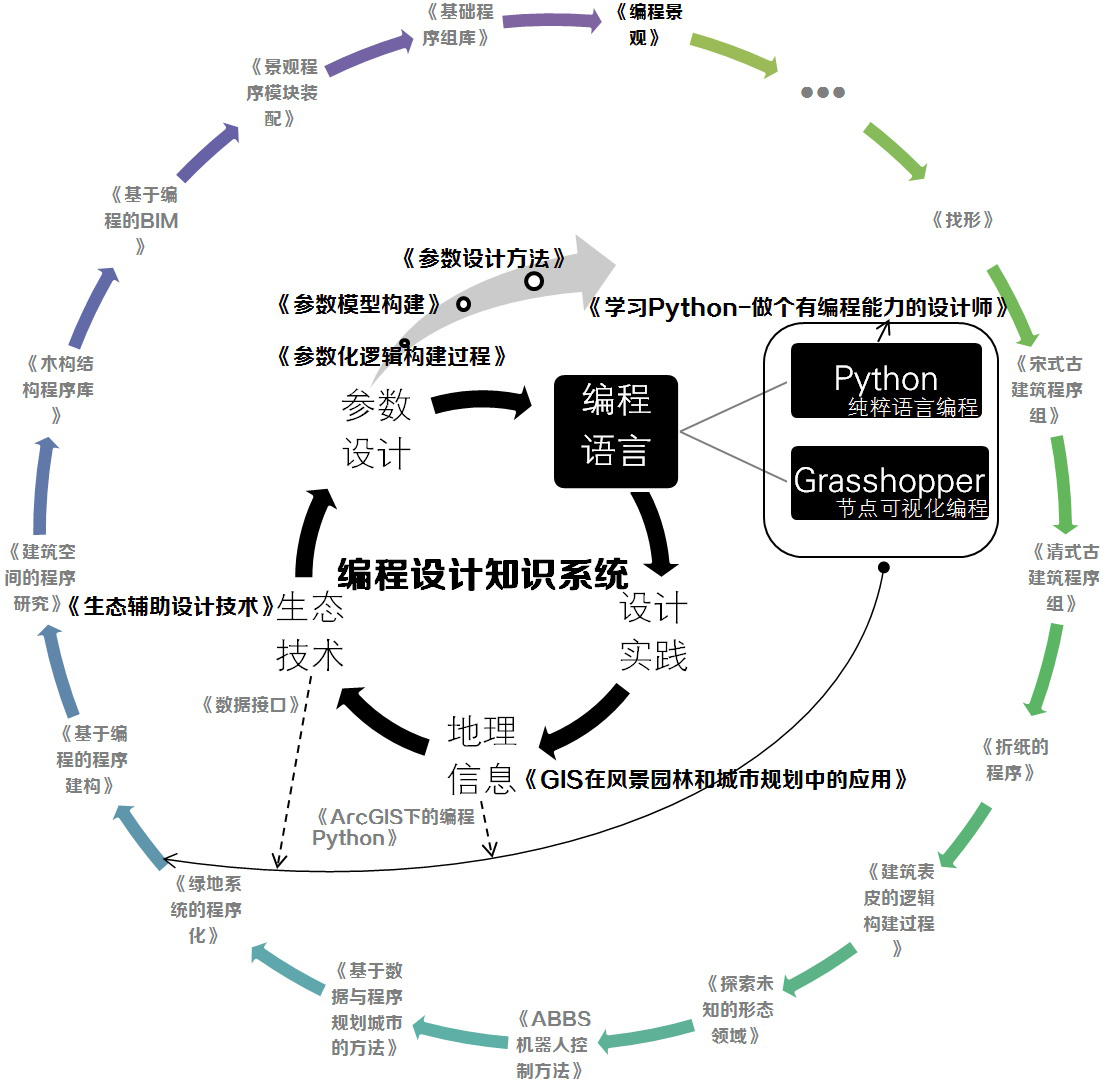 《基础程
序组库》
《编程景
观》
《景观程
序模块装
配》
●●●
《基于编
程的BIM
》
《找形》
《参数设计方法》
《参数模型构建》
《学习Python-做个有编程能力的设计师》
《参数化逻辑构建过程》
《木构结
构程序库
》
《宋式古
建筑程序
组》
参数
设计
编程
语言
Python
纯粹语言编程
Grasshopper
节点可视化编程
《建筑空
间的程序
研究》
《清式古
建筑程序
组》
编程设计知识系统
《生态辅助设计技术》
生态
技术
设计
实践
《数据接口》
地理
信息
《基于编
程的程序
建构》
《折纸的
程序》
《GIS在风景园林和城市规划中的应用》
《ArcGIS下的编程
Python》
《绿地系
统的程序
化》
《建筑表
皮的逻辑
构建过程
》
《基于数
据与程序
规划城市
的方法》
《探索未
知的形态
领域》
《ABBS
机器人控
制方法》